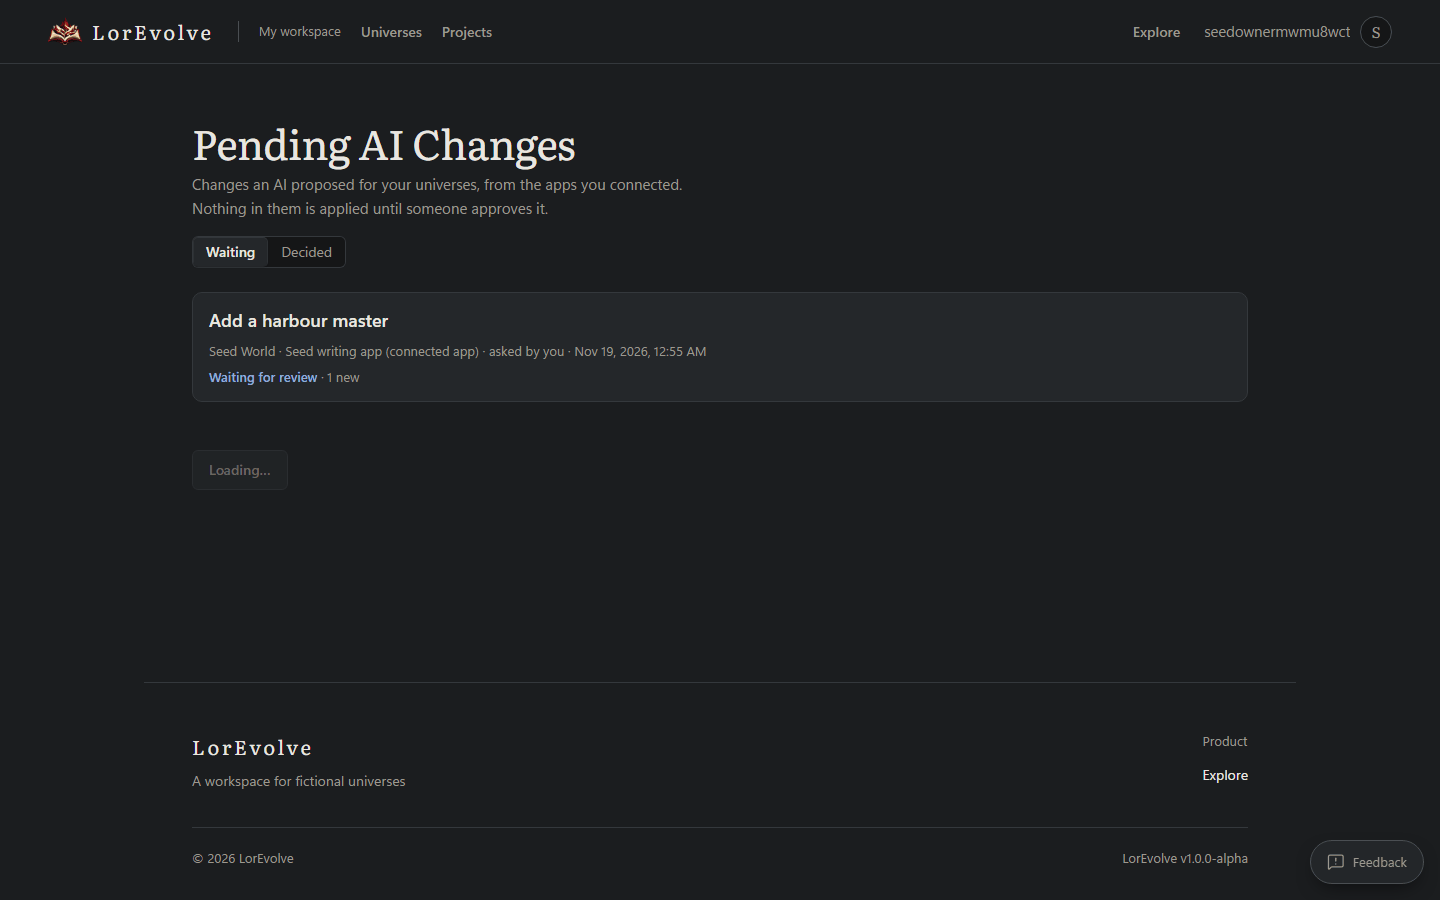 LorEvolve
My workspace
Universes
Projects
Explore
seedownermwmu8wct
S
Pending AI Changes
Changes an AI proposed for your universes, from the apps you connected.
Nothing in them is applied until someone approves it.
Waiting
Decided
Add a harbour master
Seed World · Seed writing app (connected app) · asked by you · Nov 19, 2026, 12:55 AM
Waiting for review · 1 new
Loading...
LorEvolve
A workspace for fictional universes
Product
Explore
© 2026 LorEvolve
LorEvolve v1.0.0-alpha
Feedback